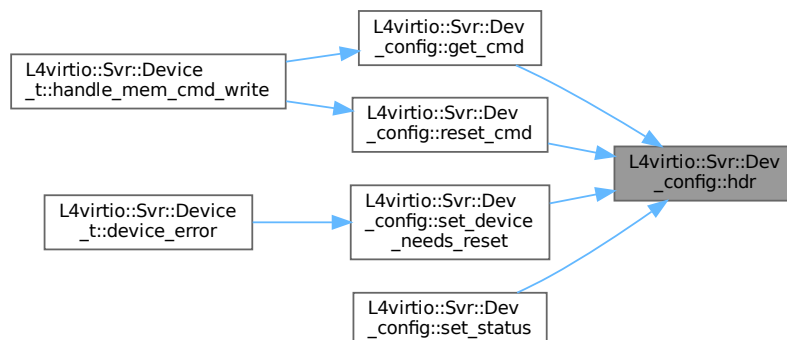 L4virtio::Svr::Dev
_config::get_cmd
L4virtio::Svr::Device
_t::handle_mem_cmd_write
L4virtio::Svr::Dev
_config::reset_cmd
L4virtio::Svr::Dev
_config::hdr
L4virtio::Svr::Dev
_config::set_device
_needs_reset
L4virtio::Svr::Device
_t::device_error
L4virtio::Svr::Dev
_config::set_status